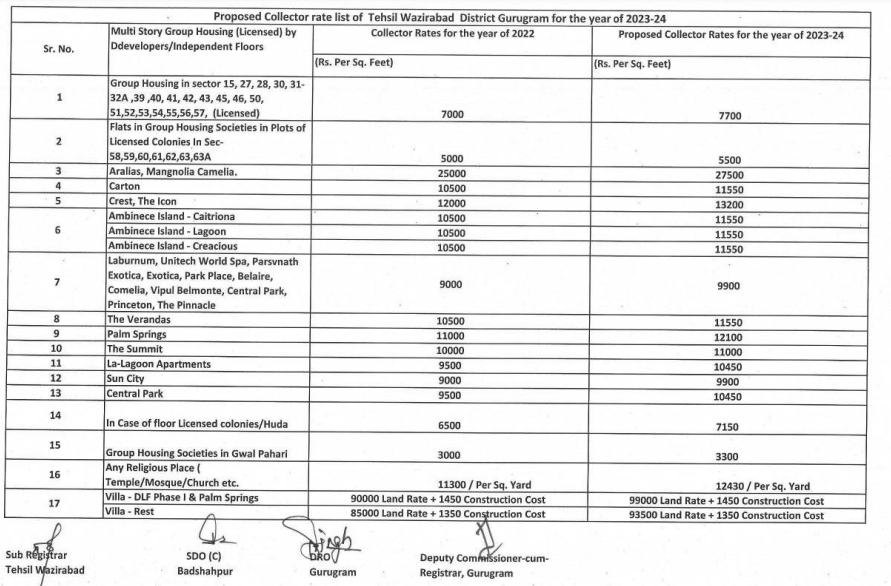 Proposed Collector rate list of Tehsil Wazirabad District Gurugram for the year of 2023-24
Sr. No.
Multi Story Group Housing (Licensed) by
Ddevelopers/Independent Floors
Collector Rates for the year of 2022
Proposed Collector Rates for the year of 2023-24
(Rs. Per Sq. Feet)
(Rs. Per Sq. Feet)
1
Group Housing in sector 15, 27, 28, 30, 31-
32A ,39 ,40, 41, 42, 43, 45, 46, 50,
51,52,53,54,55,56,57, (Licensed)
7000
7700
2
Flats in Group Housing Societies in Plots of
Licensed Colonies In Sec-
58,59,60,61,62,63,63A
5000
5500
3 Aralias, Mangnolia Camelia. 25000 27500
4 Carton 10500 11550
5 Crest, The Icon 12000 13200
6
Ambinece Island - Caitriona 10500 11550
Ambinece Island - Lagoon 10500 11550
Ambinece Island - Creacious 10500 11550
7
Laburnum, Unitech World Spa, Parsvnath
Exotica, Exotica, Park Place, Belaire,
Comelia, Vipul Belmonte, Central Park,
Princeton, The Pinnacle
9000
9900
8 The Verandas 10500 11550
9 Palm Springs 11000 12100
10 The Summit 10000 11000
11 La-Lagoon Apartments 9500 10450
12 Sun City 9000 9900
13 Central Park 9500 10450
14 In Case of floor Licensed colonies/Huda 6500 7150
15 Group Housing Societies in Gwal Pahari 3000 3300
16
Any Religious Place (
Temple/Mosque/Church etc.
11300 / Per Sq. Yard
12430 / Per Sq. Yard
17
Villa - DLF Phase I & Palm Springs 90000 Land Rate + 1450 Construction Cost 99000 Land Rate + 1450 Construction Cost
Villa - Rest 85000 Land Rate + 1350 Construction Cost 93500 Land Rate + 1350 Construction Cost
Sub Registrar
Tehsil Wazirabad
SDO (C)
Badshahpur
DRO
Gurugram
Deputy Commissioner-cum-
Registrar, Gurugram